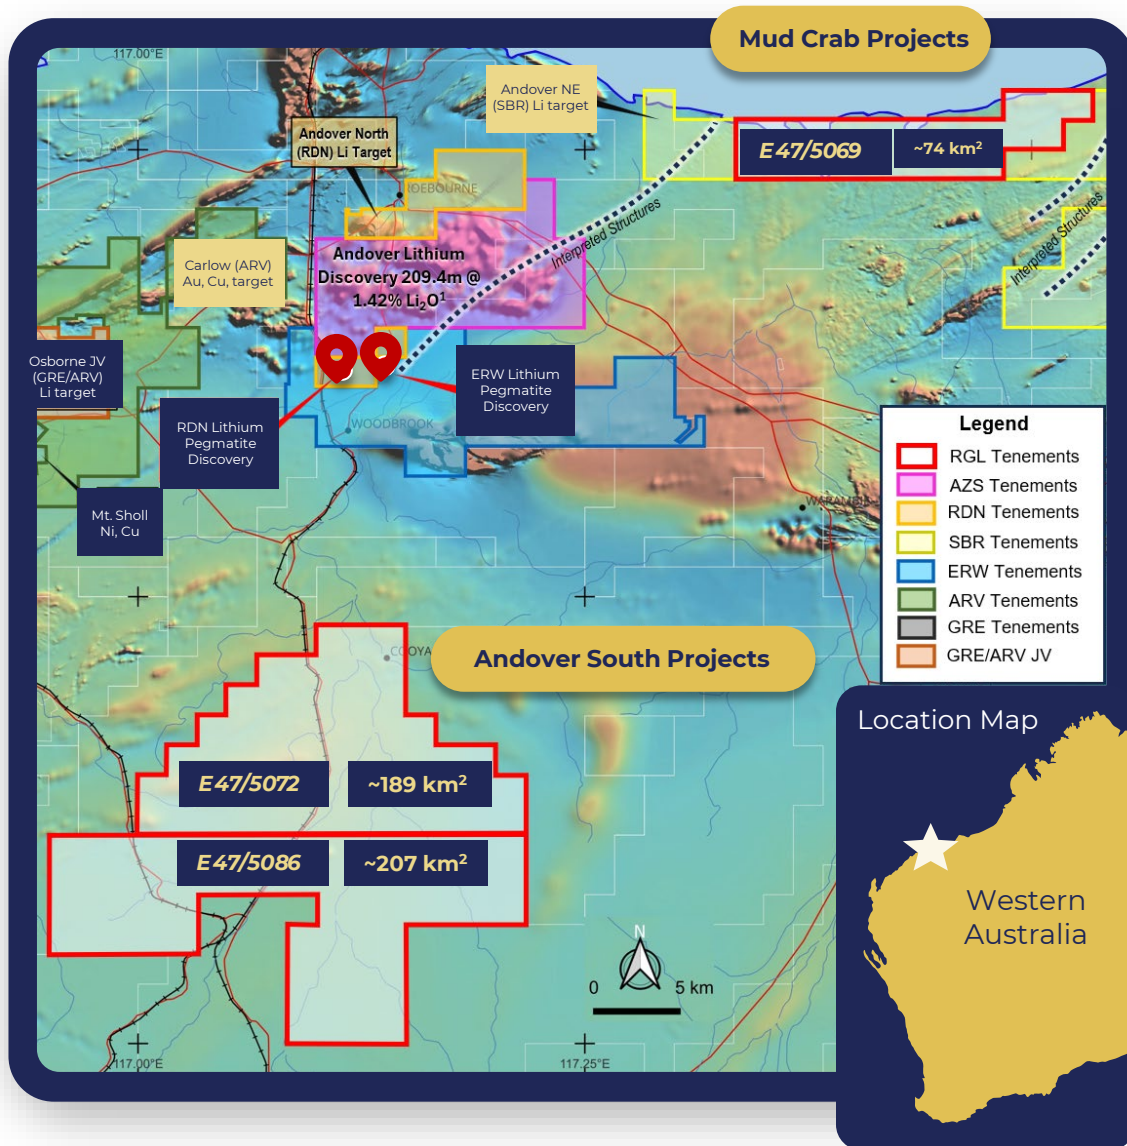 Mud Crab Projects
117.00°E
Andover NE
(SBR) Li target
Andover North
(RDN) Li Target
E47/5069
~74 km²
Interpreted Structures
Interpreted Structures
Carlow (ARV)
Au, Cu, target
Andover Lithium
Discovery 209.4m @
1.42% Li₂O¹
Osborne JV
(GRE/ARV)
Li target
ERW Lithium
Pegmatite
Discovery
RDN Lithium
Pegmatite
Discovery
WOODBROOK
Mt. Sholl
Ni, Cu
Legend
RGL Tenements
AZS Tenements
RDN Tenements
SBR Tenements
ERW Tenements
ARV Tenements
GRE Tenements
GRE/ARV JV
Andover South Projects
Location Map
E47/5072
~189 km²
E47/5086
~207 km²
Western
Australia
N
0 5 km
117.00°E
117.25°E